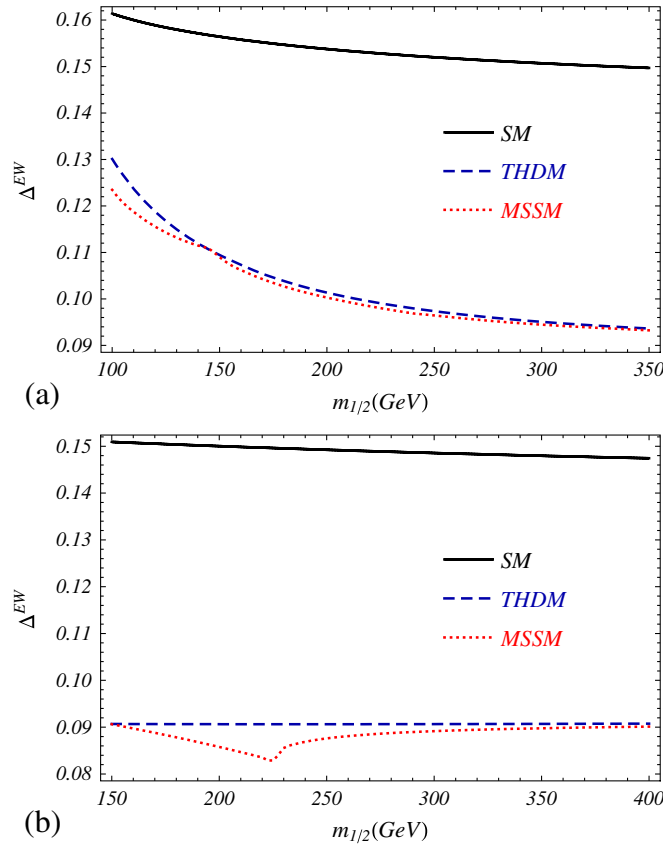 0.16
0.15
0.14
0.13
0.12
0.11
0.10
0.09
Δ^EW
SM
THDM
MSSM
100 150 200 250 300 350
(a) m_1/2(GeV)
0.15
0.14
0.13
0.12
0.11
0.10
0.09
0.08
Δ^EW
SM
THDM
MSSM
150 200 250 300 350 400
(b) m_1/2(GeV)